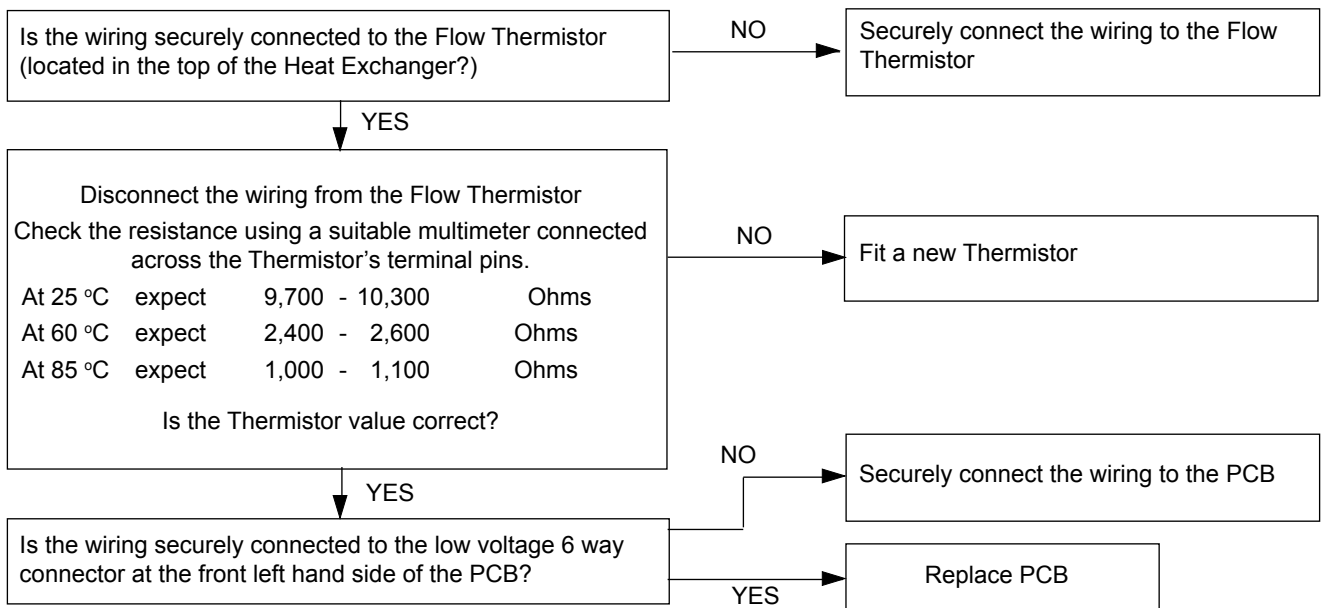 Is the wiring securely connected to the Flow Thermistor
(located in the top of the Heat Exchanger?)
NO
Securely connect the wiring to the Flow
Thermistor
YES
Disconnect the wiring from the Flow Thermistor
Check the resistance using a suitable multimeter connected
across the Thermistor’s terminal pins.
At 25 °C expect 9,700 - 10,300 Ohms
At 60 °C expect 2,400 - 2,600 Ohms
At 85 °C expect 1,000 - 1,100 Ohms
Is the Thermistor value correct?
NO
Fit a new Thermistor
YES
Is the wiring securely connected to the low voltage 6 way
connector at the front left hand side of the PCB?
NO
Securely connect the wiring to the PCB
YES
Replace PCB